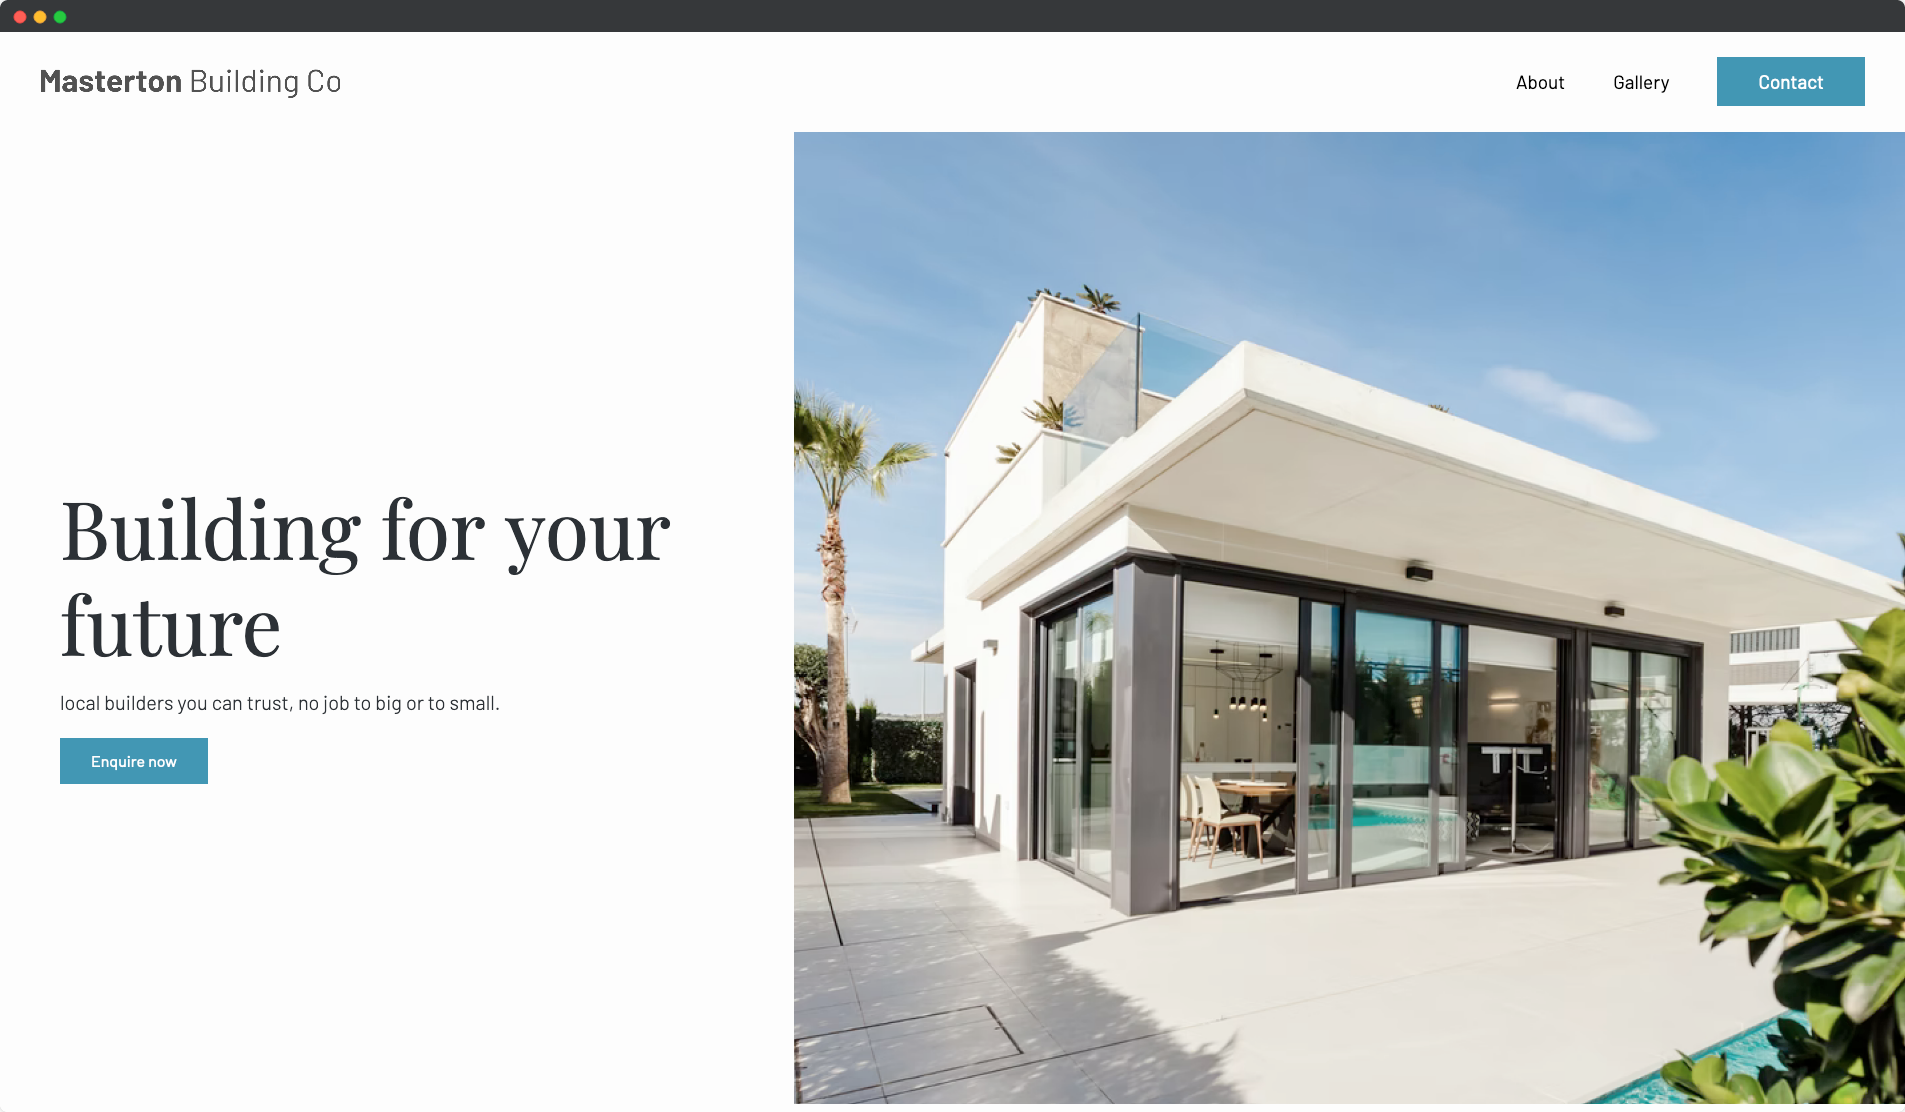 Masterton Building Co
About
Gallery
Contact
Building for your
future
local builders you can trust, no job to big or to small.
Enquire now